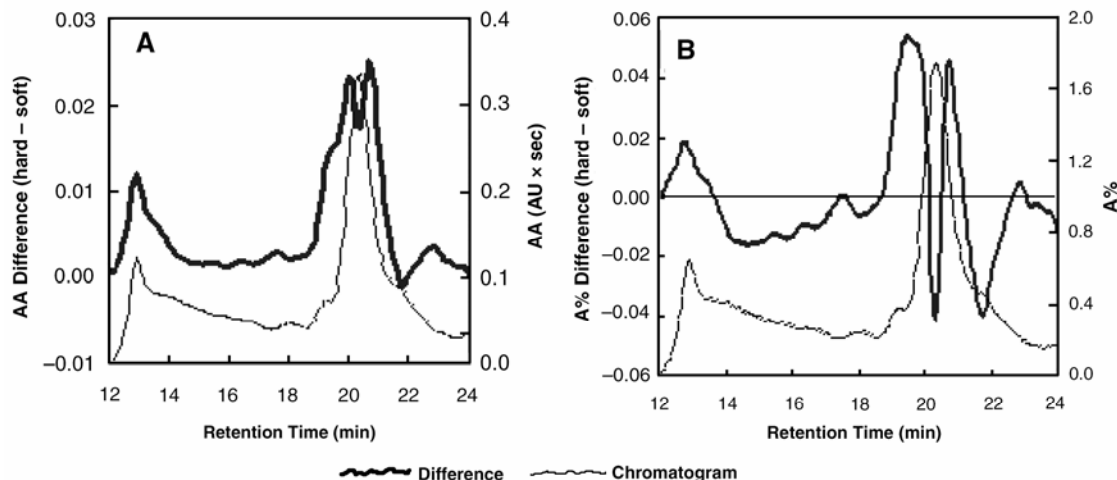 A
AA Difference (hard – soft)
0.03
0.02
0.01
0.00
–0.01
AA (AU × sec)
0.4
0.3
0.2
0.1
0.0
12 14 16 18 20 22 24
Retention Time (min)
B
A% Difference (hard – soft)
0.06
0.04
0.02
0.00
–0.02
–0.04
–0.06
A%
2.0
1.6
1.2
0.8
0.4
0.0
12 14 16 18 20 22 24
Retention Time (min)
Difference Chromatogram